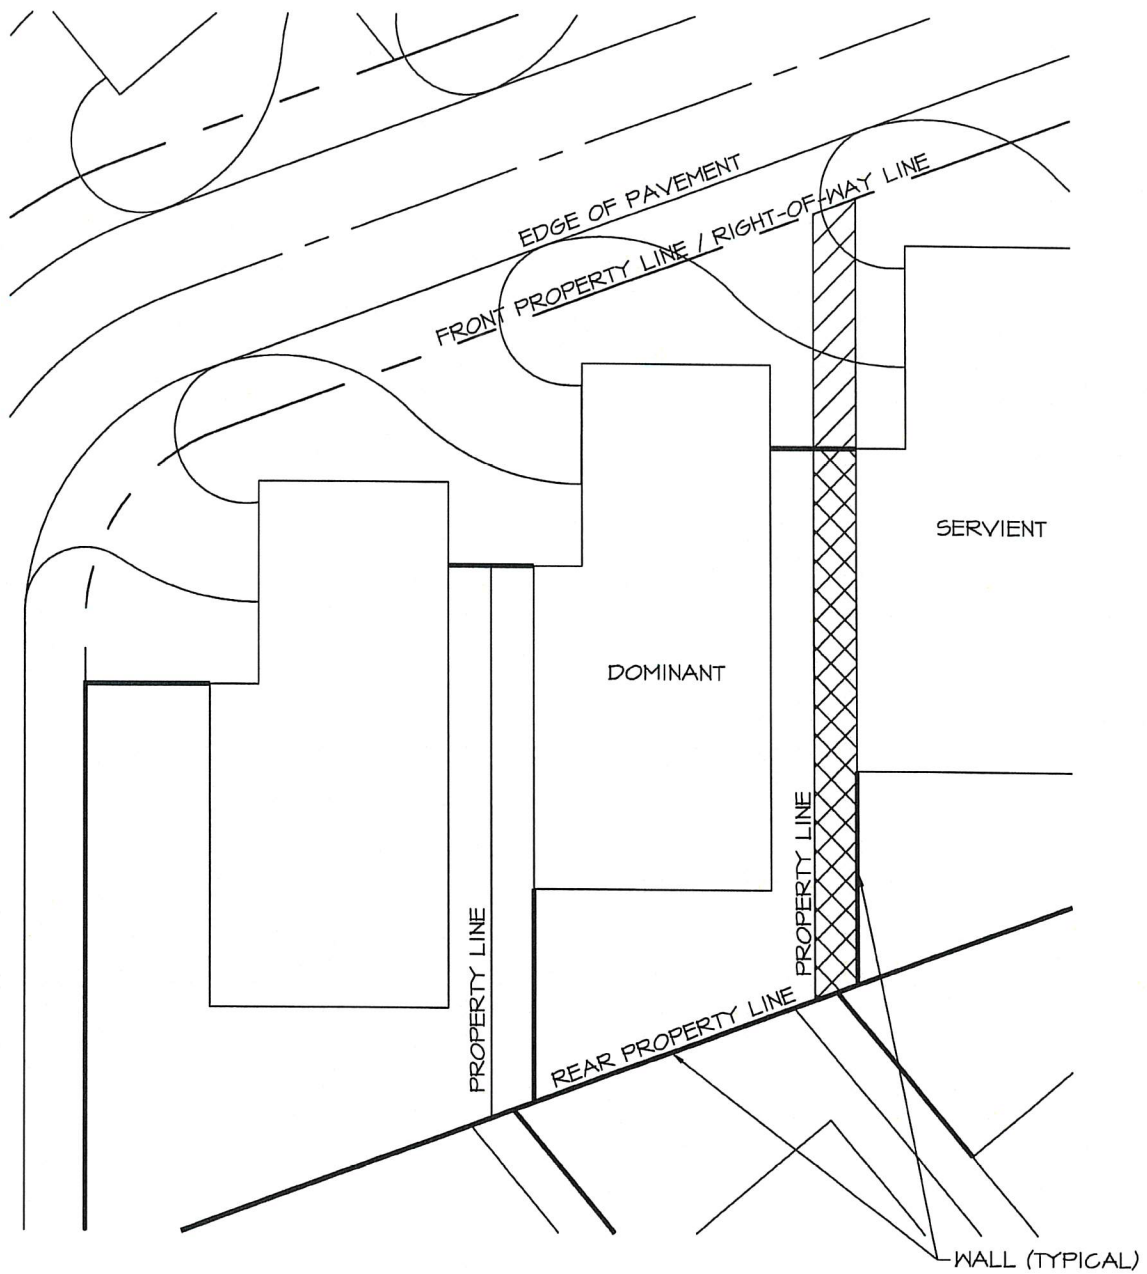 EDGE OF PAVEMENT
FRONT PROPERTY LINE / RIGHT-OF-WAY LINE
SERVIENT
DOMINANT
PROPERTY LINE
PROPERTY LINE
REAR PROPERTY LINE
WALL (TYPICAL)